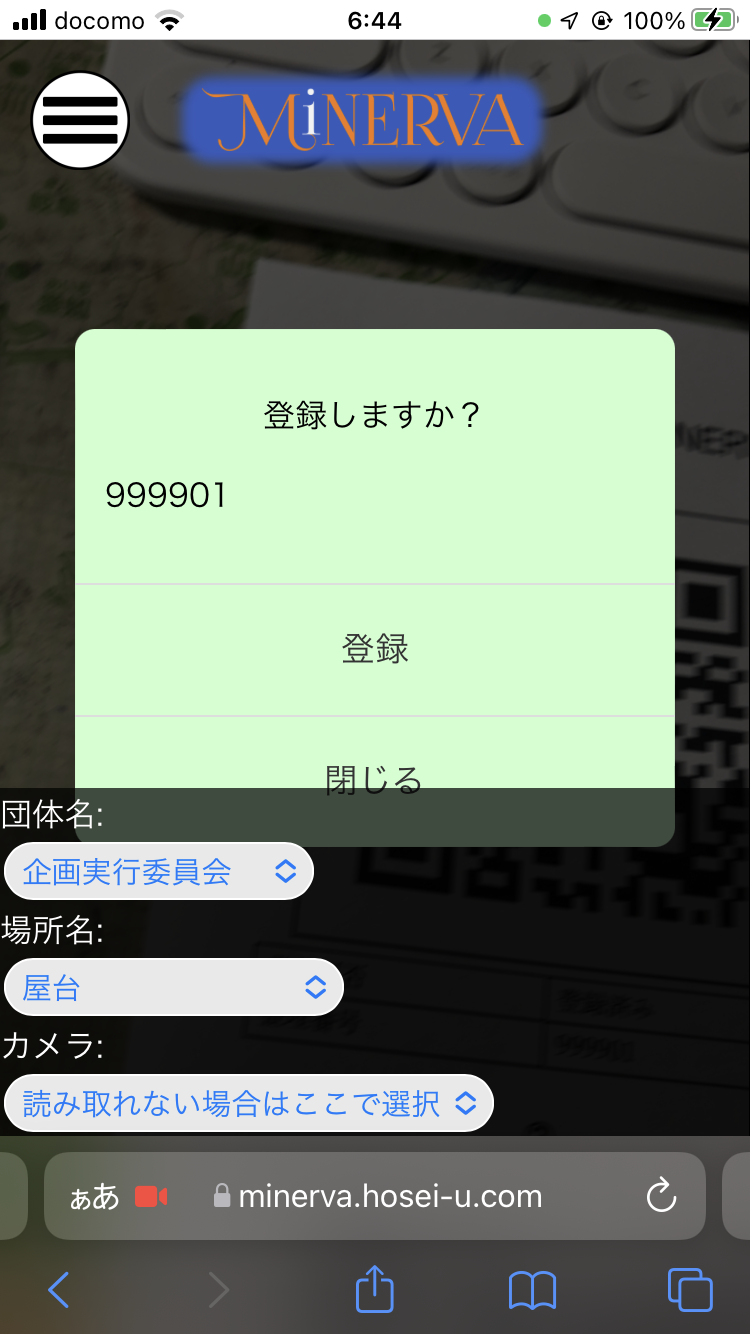 docomo 6:44 100%
MiNERVA
登録しますか？
999901
登録
閉じる
団体名:
企画実行委員会
場所名:
屋台
カメラ:
読み取れない場合はここで選択
ぁあ minerva.hosei-u.com